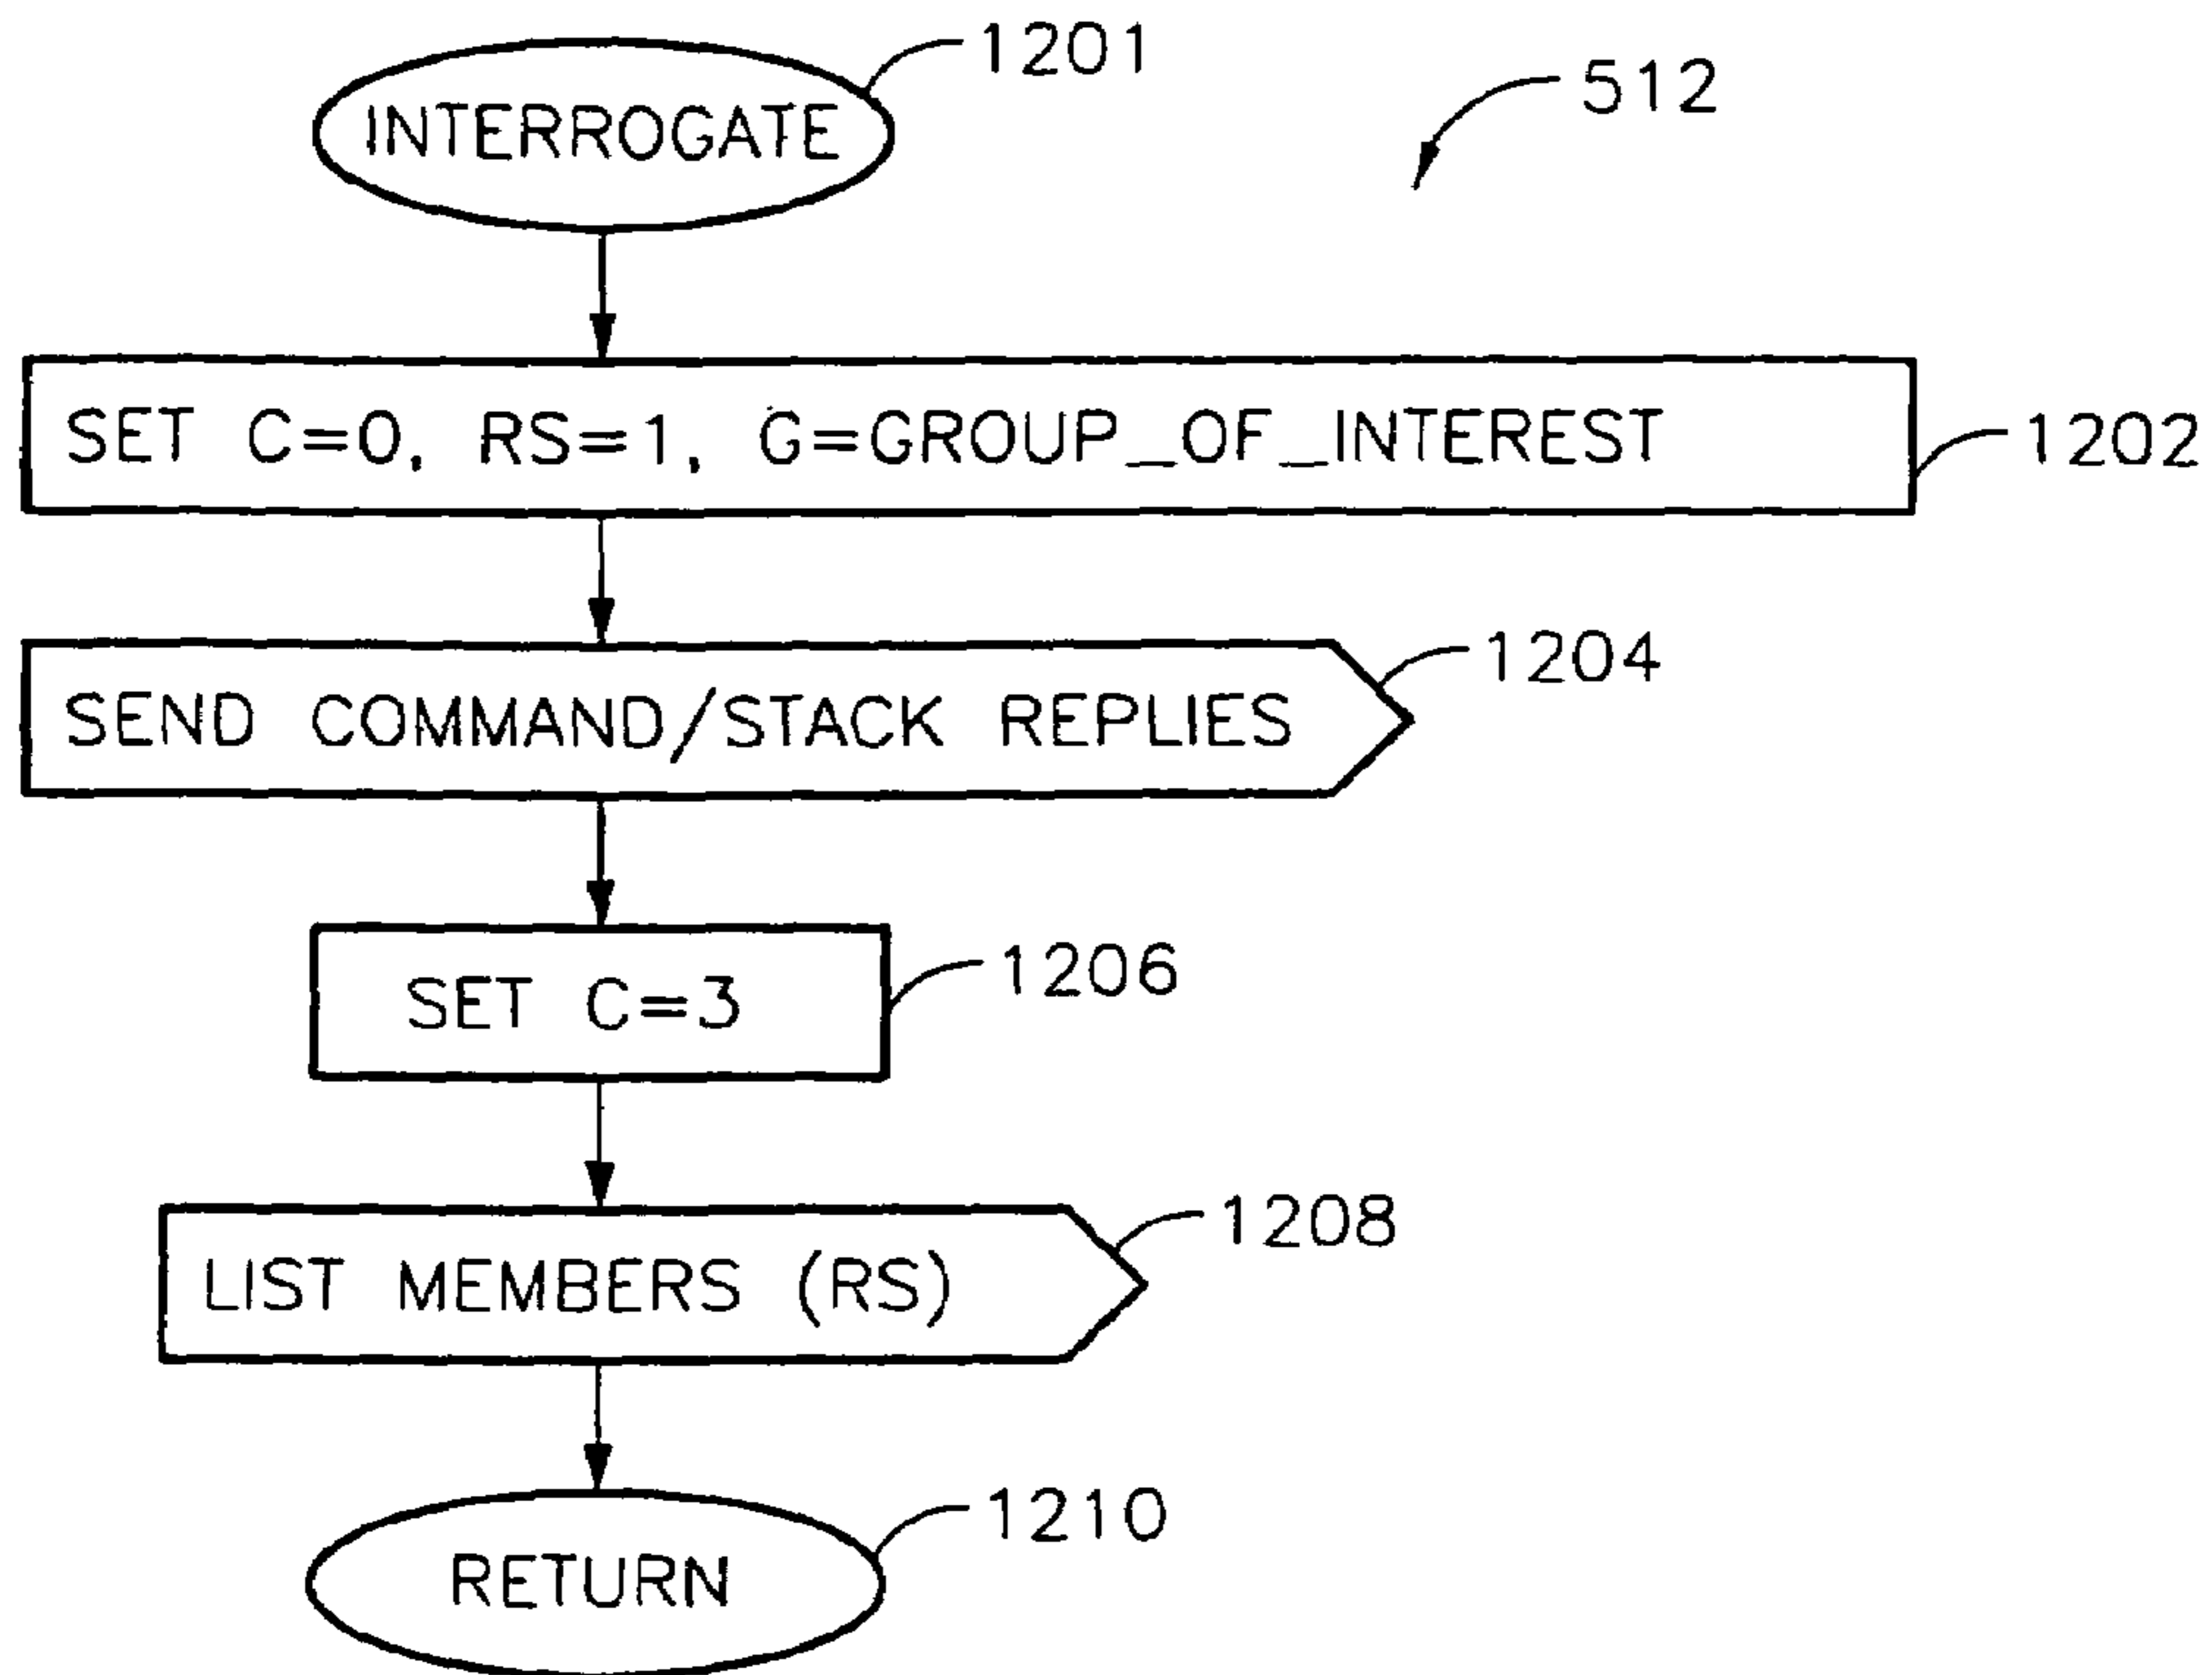 1201
512
INTERROGATE
SET C=0, RS=1, G=GROUP_OF_INTEREST
1202
1204
SEND COMMAND/STACK REPLIES
1206
SET C=3
1208
LIST MEMBERS (RS)
1210
RETURN